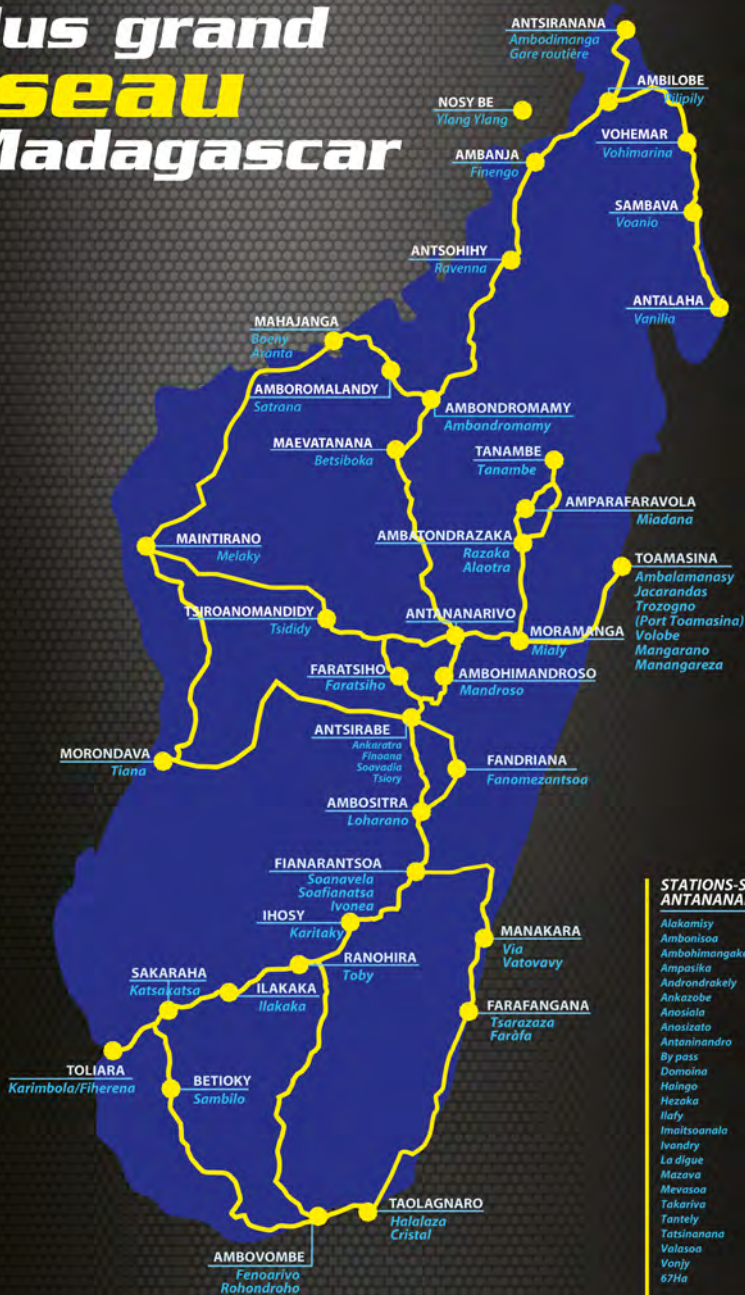 lus grand
seau
Madagascar
ANTSIRANANA
Ambodimanga
Gare routière
AMBILOBE
Pilipily
NOSY BE
Ylang Ylang
VOHEMAR
Vohimarina
AMBANJA
Finengo
SAMBAVA
Voanio
ANTSOHIHY
Ravenna
ANTALAHA
Vanilia
MAHAJANGA
Boeny
Aranta
AMBOROMALANDY
Satrana
AMBONDROMAMY
Ambondromamy
MAEVATANANA
Betsiboka
TANAMBE
Tanambe
AMPARAFARAVOLA
Miadana
AMBATONDRAZAKA
Razaka
Alaotra
MAINTIRANO
Melaky
TOAMASINA
Ambalamanasy
Jacarandas
Trozogno
(Port Toamasina)
Volobe
Mangarano
Manangareza
TSIROANOMANDIDY
Tsididy
ANTANANARIVO
MORAMANGA
Mialy
FARATSIHO
Faratsiho
AMBOHIMANDROSO
Mandroso
ANTSIRABE
Ankaratra
Finoana
Soavadia
Tsiory
MORONDAVA
Tiana
FANDRIANA
Fanomezantsoa
AMBOSITRA
Loharano
FIANARANTSOA
Soanavela
Soafianatsa
Ivonea
IHOSY
Karitaky
MANAKARA
Via
Vatovavy
RANOHIRA
Toby
SAKARAHA
Katsakatsa
ILAKAKA
Ilakaka
FARAFANGANA
Tsarazaza
Faràfa
TOLIARA
Karimbola/Fiherena
BETIOKY
Sambilo
TAOLAGNARO
Halalaza
Cristal
AMBOVOMBE
Fenoarivo
Rohondroho
STATIONS-S
ANTANANA
Alakamisy
Ambonisoa
Ambohimangake
Ampasika
Androndrakely
Ankazobe
Anosiala
Anosizato
Antaninandro
By pass
Domoina
Haingo
Hezaka
Ilafy
Imaitsoanala
Ivandry
La digue
Mazava
Mevasoa
Takariva
Tantely
Tatsinanana
Valasoa
Vonjy
67Ha